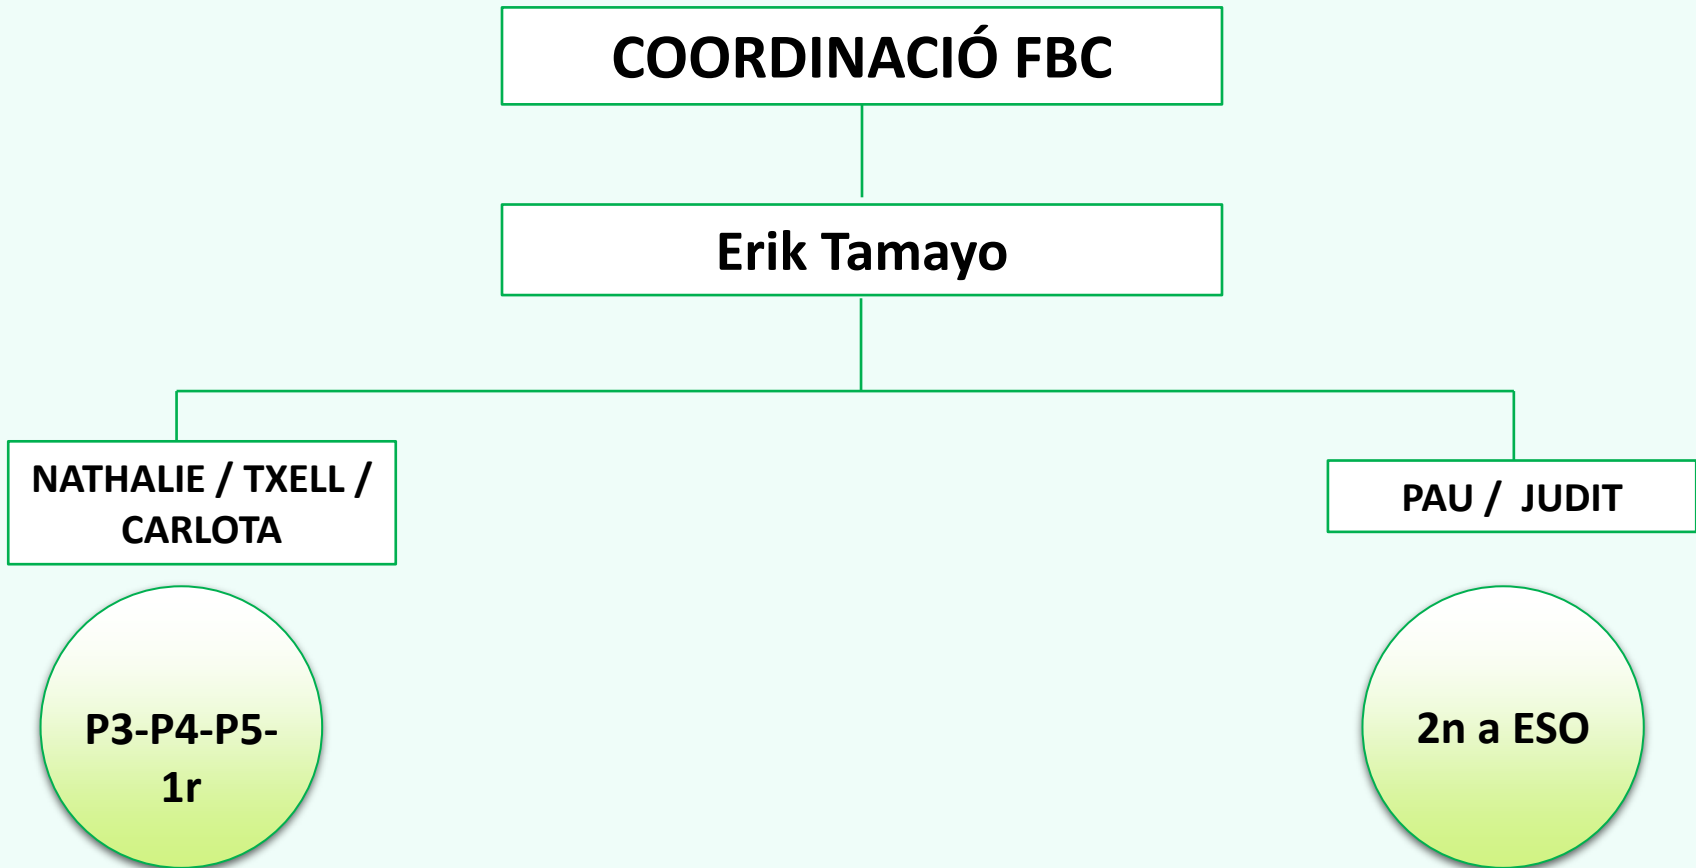 COORDINACIÓ FBC
Erik Tamayo
NATHALIE / TXELL /
CARLOTA
PAU / JUDIT
P3-P4-P5-
1r
2n a ESO